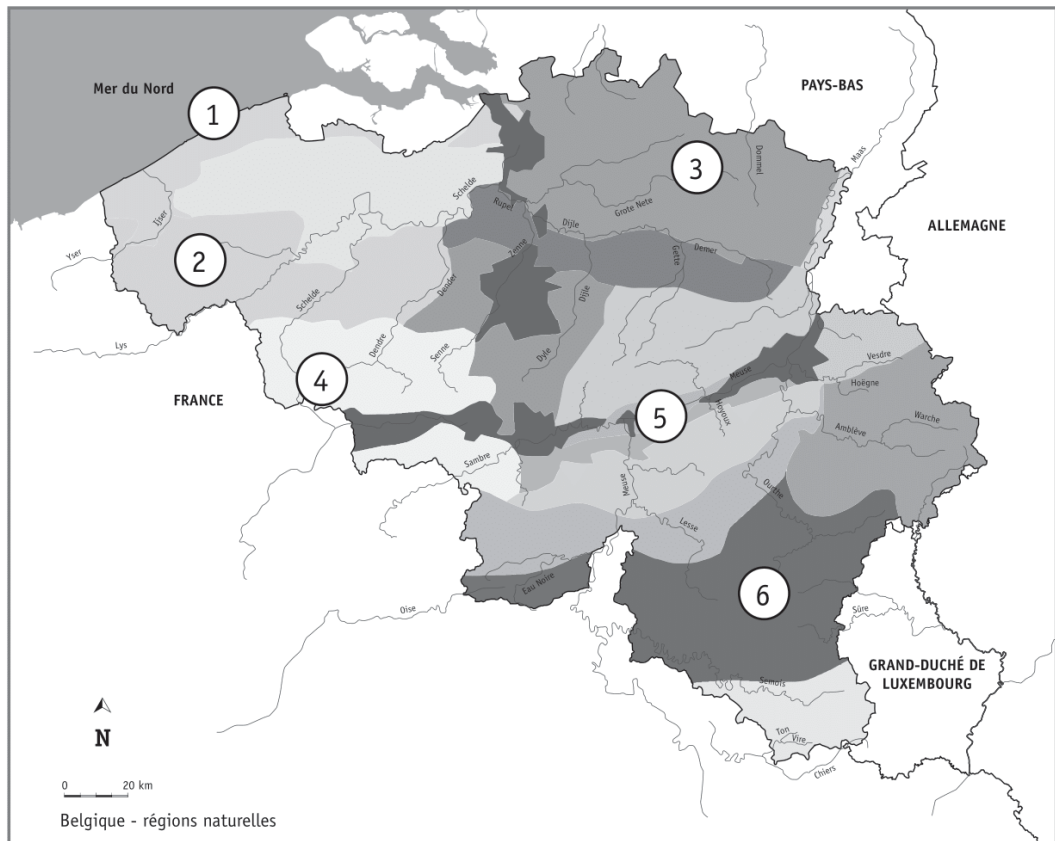 Mer du Nord
PAYS-BAS
1
3
Dommel
Maas
Schelde
Rupel
Grote Nete
IJser
Dijle
ALLEMAGNE
Yser
2
Zenne
Gette
Demer
Schelde
Dender
Dijle
Lys
Dendre
Senne
Dyle
Meuse
Vesdre
FRANCE
4
5
Hoyoux
Hoëgne
Warche
Amblève
Sambre
Meuse
Ourthe
Lesse
Eau Noire
6
Oise
Sûre
GRAND-DUCHÉ DE
LUXEMBOURG
Semois
N
Ton
Vire
Chiers
0 20 km
Belgique - régions naturelles